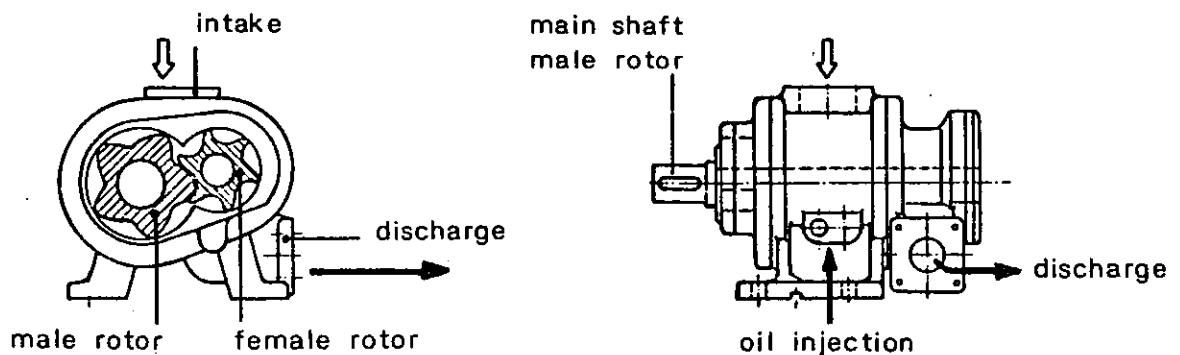 intake
discharge
male rotor
female rotor
main shaft
male rotor
discharge
oil injection